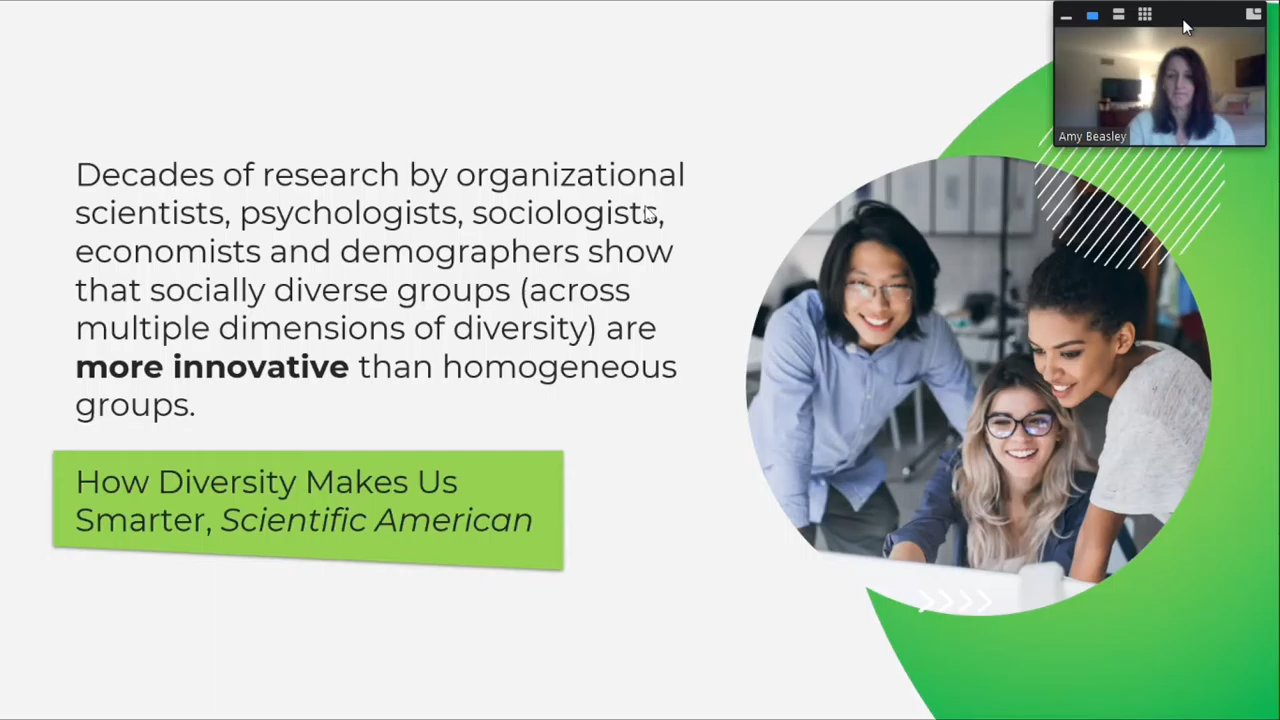 Decades of research by organizational
scientists, psychologists, sociologists,
economists and demographers show
that socially diverse groups (across
multiple dimensions of diversity) are
more innovative than homogeneous
groups.
How Diversity Makes Us
Smarter, Scientific American
Amy Beasley